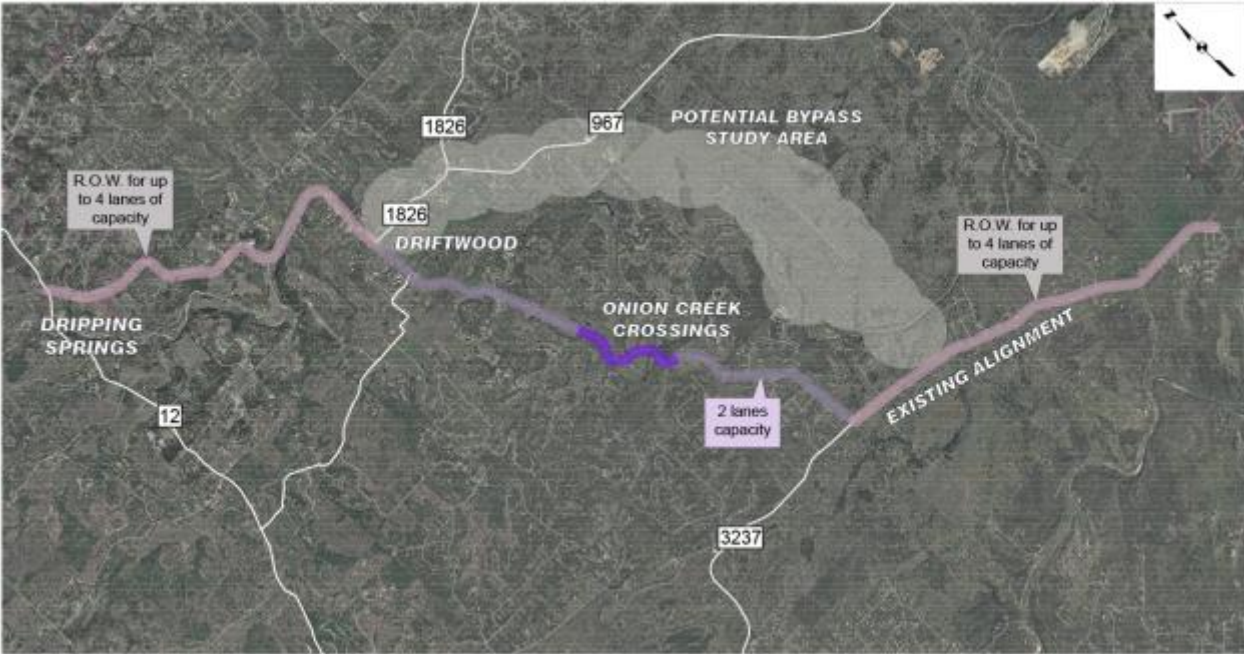 1826
967
POTENTIAL BYPASS
STUDY AREA
R.O.W. for up
to 4 lanes of
capacity
1826
DRIFTWOOD
R.O.W. for up
to 4 lanes of
capacity
ONION CREEK
CROSSINGS
DRIPPING
SPRINGS
EXISTING ALIGNMENT
12
2 lanes
capacity
3237